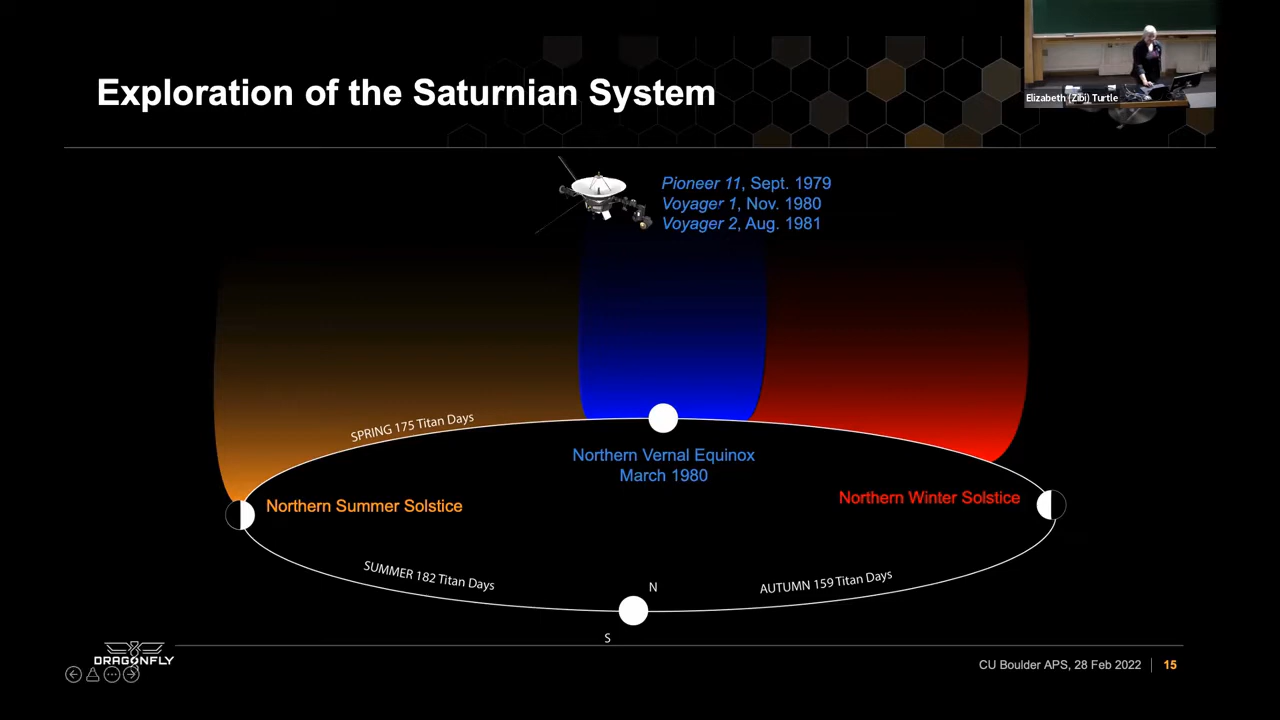 Exploration of the Saturnian System
Elizabeth (Zibi) Turtle
Pioneer 11, Sept. 1979
Voyager 1, Nov. 1980
Voyager 2, Aug. 1981
SPRING 175 Titan Days
Northern Vernal Equinox
March 1980
Northern Summer Solstice
Northern Winter Solstice
SUMMER 182 Titan Days
AUTUMN 159 Titan Days
N
S
DRAGONFLY
CU Boulder APS, 28 Feb 2022
15